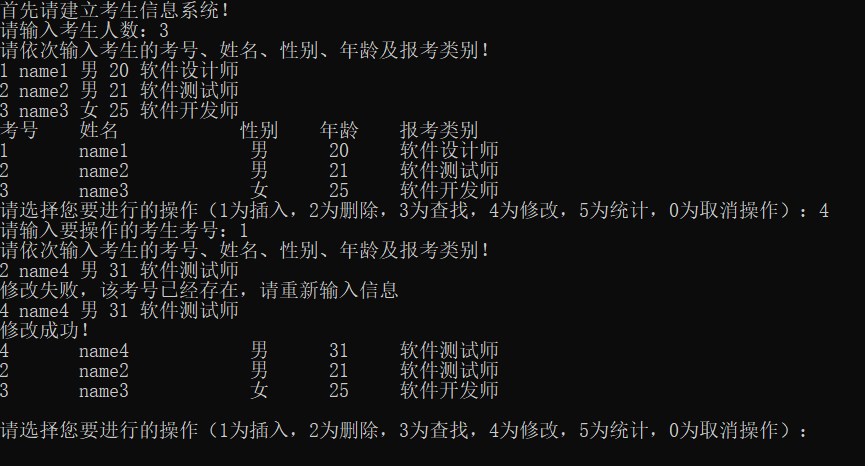 首先请建立考生信息系统！
请输入考生人数：3
请依次输入考生的考号、姓名、性别、年龄及报考类别！
1 name1 男 20 软件设计师
2 name2 男 21 软件测试师
3 name3 女 25 软件开发师
考号    姓名            性别    年龄    报考类别
1       name1            男      20     软件设计师
2       name2            男      21     软件测试师
3       name3            女      25     软件开发师
请选择您要进行的操作（1为插入，2为删除，3为查找，4为修改，5为统计，0为取消操作）：4
请输入要操作的考生考号：1
请依次输入考生的考号、姓名、性别、年龄及报考类别！
2 name4 男 31 软件测试师
修改失败，该考号已经存在，请重新输入信息
4 name4 男 31 软件测试师
修改成功！
4       name4            男      31     软件测试师
2       name2            男      21     软件测试师
3       name3            女      25     软件开发师
请选择您要进行的操作（1为插入，2为删除，3为查找，4为修改，5为统计，0为取消操作）：